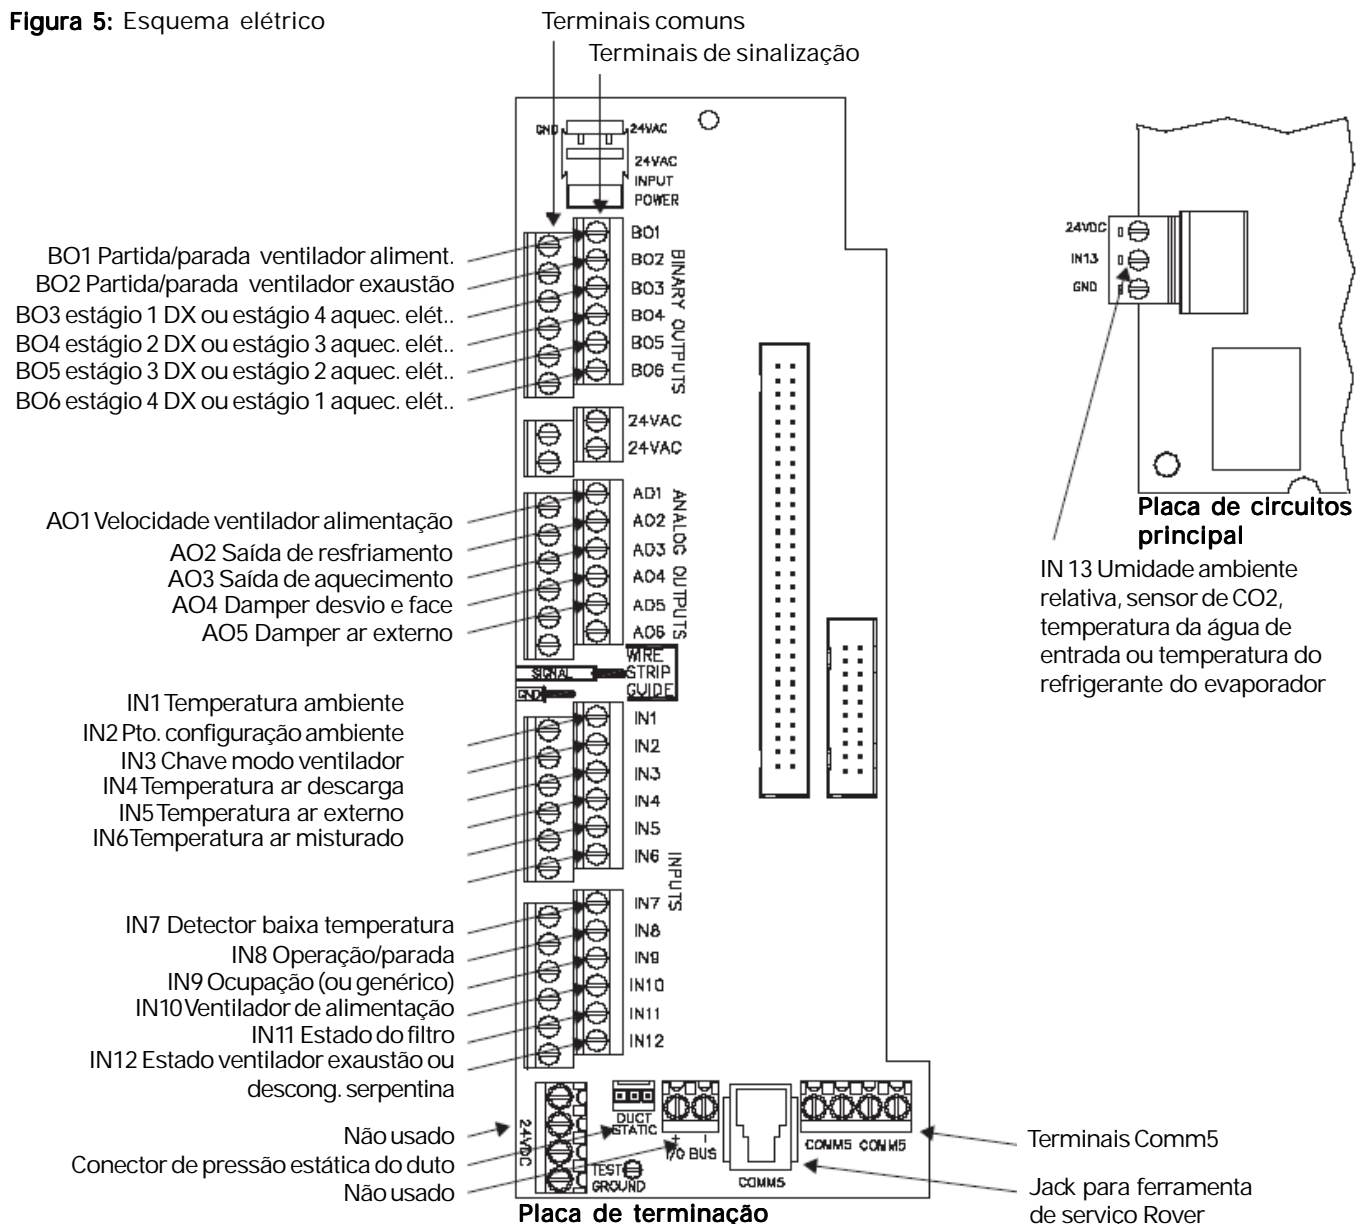 Figura 5: Esquema elétrico
Terminais comuns
Terminais de sinalização
GND
24VAC
24VAC
INPUT
POWER
BO1 Partida/parada ventilador aliment.
BO2 Partida/parada ventilador exaustão
BO3 estágio 1 DX ou estágio 4 aquec. elét..
BO4 estágio 2 DX ou estágio 3 aquec. elét..
BO5 estágio 3 DX ou estágio 2 aquec. elét..
BO6 estágio 4 DX ou estágio 1 aquec. elét..
BO1
BO2
BO3
BO4
BO5
BO6
BINARY OUTPUTS
24VAC
24VAC
AO1 Velocidade ventilador alimentação
AO2 Saída de resfriamento
AO3 Saída de aquecimento
AO4 Damper desvio e face
AO5 Damper ar externo
AO1
AO2
AO3
AO4
AO5
AO6
ANALOG OUTPUTS
SIGNAL
GND
WIRE
STRIP
GUIDE
IN1 Temperatura ambiente
IN2 Pto. configuração ambiente
IN3 Chave modo ventilador
IN4 Temperatura ar descarga
IN5 Temperatura ar externo
IN6 Temperatura ar misturado
IN1
IN2
IN3
IN4
IN5
IN6
INPUTS
IN7 Detector baixa temperatura
IN8 Operação/parada
IN9 Ocupação (ou genérico)
IN10 Ventilador de alimentação
IN11 Estado do filtro
IN12 Estado ventilador exaustão ou
descong. serpentina
IN7
IN8
IN9
IN10
IN11
IN12
Não usado
Conector de pressão estática do duto
Não usado
24VDC
DUCT
STATIC
TEST
GROUND
+ -
I/O BUS
COMM5
COMM5 COMM5
Placa de terminação
Terminais Comm5
Jack para ferramenta
de serviço Rover
24VDC
IN13
GND
Placa de circuitos
principal
IN 13 Umidade ambiente
relativa, sensor de CO2,
temperatura da água de
entrada ou temperatura do
refrigerante do evaporador